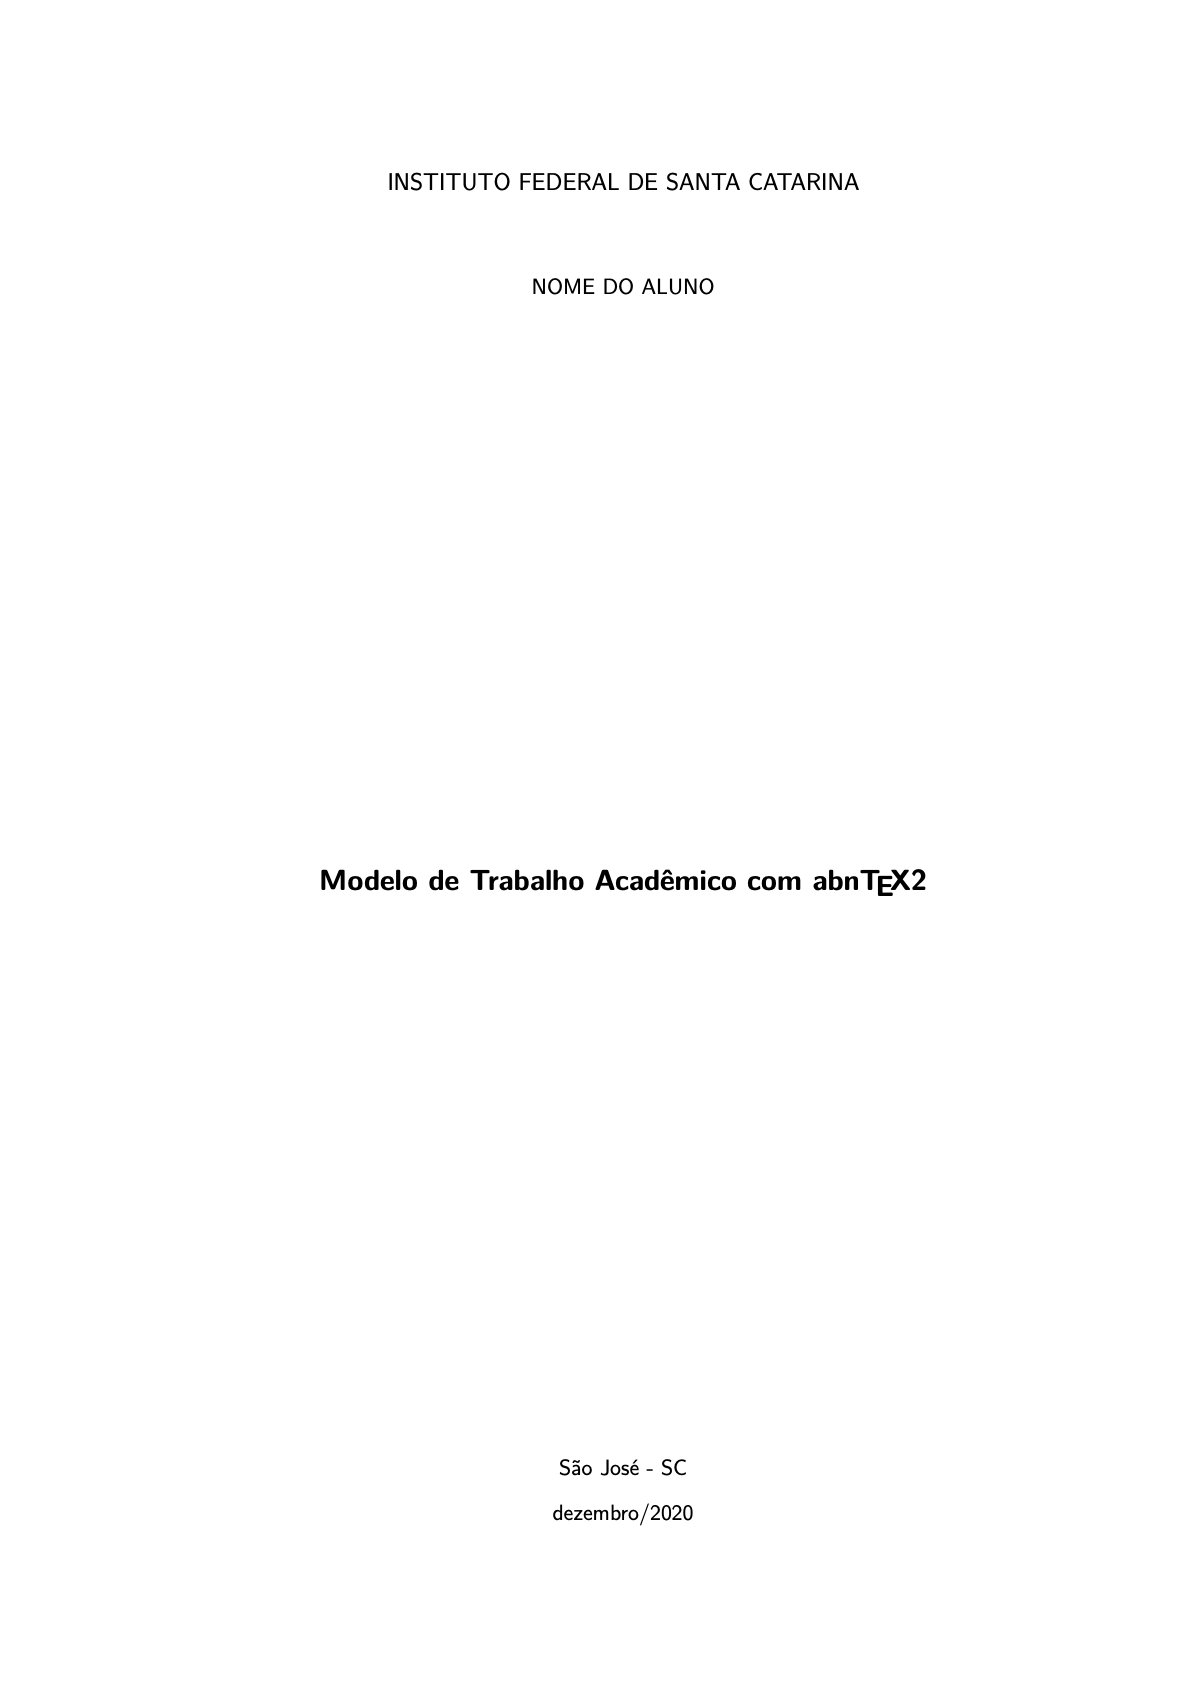 INSTITUTO FEDERAL DE SANTA CATARINA
NOME DO ALUNO
Modelo de Trabalho Acadêmico com abnTEX2
São José - SC
dezembro/2020